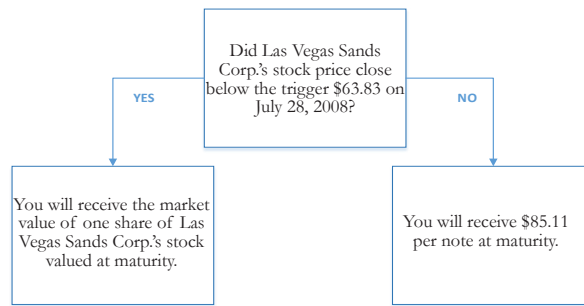 Did Las Vegas Sands
Corp.'s stock price close
below the trigger $63.83 on
July 28, 2008?
YES
NO
You will receive the market
value of one share of Las
Vegas Sands Corp.'s stock
valued at maturity.
You will receive $85.11
per note at maturity.